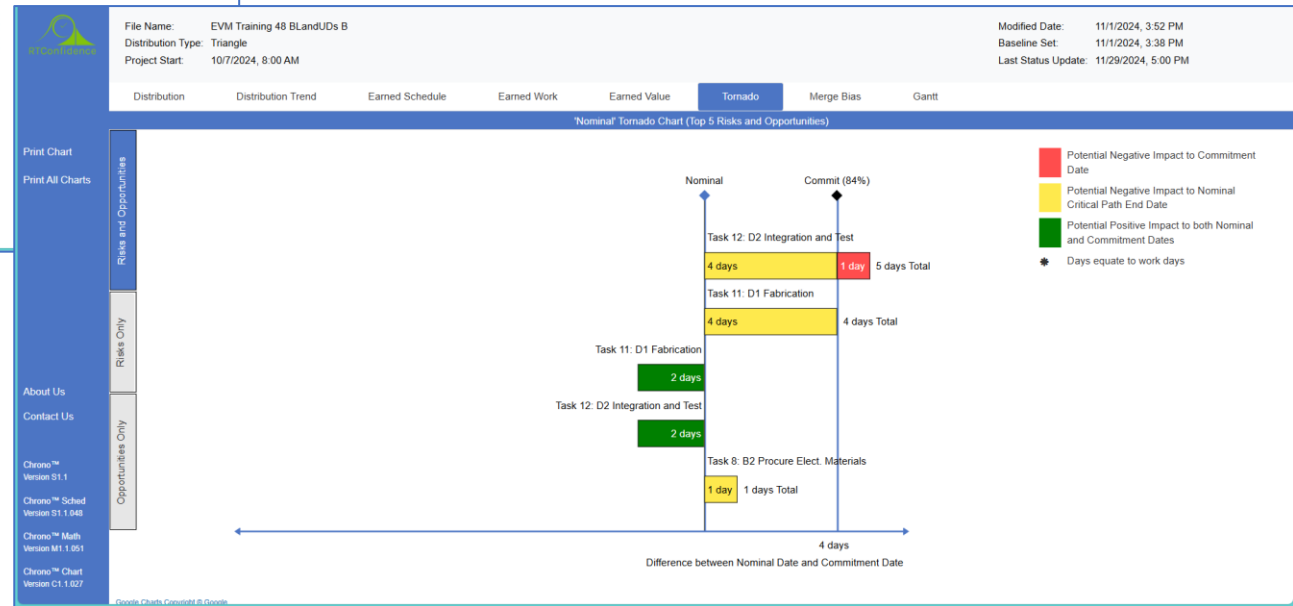 RTConfidence
File Name: EVM Training 48 BLandUDs B
Distribution Type: Triangle
Project Start: 10/7/2024, 8:00 AM
Modified Date: 11/1/2024, 3:52 PM
Baseline Set: 11/1/2024, 3:38 PM
Last Status Update: 11/29/2024, 5:00 PM
Distribution Distribution Trend Earned Schedule Earned Work Earned Value Tornado Merge Bias Gantt
'Nominal' Tornado Chart (Top 5 Risks and Opportunities)
Print Chart
Print All Charts
About Us
Contact Us
Chrono™
Version S1.1
Chrono™ Sched
Version S1.1.048
Chrono™ Math
Version M1.1.051
Chrono™ Chart
Version C1.1.027
Risks and Opportunities
Risks Only
Opportunities Only
Nominal Commit (84%)
Task 12: D2 Integration and Test
4 days 1 day 5 days Total
Task 11: D1 Fabrication
4 days 4 days Total
Task 11: D1 Fabrication
2 days
Task 12: D2 Integration and Test
2 days
Task 8: B2 Procure Elect. Materials
1 day 1 days Total
4 days
Difference between Nominal Date and Commitment Date
Potential Negative Impact to Commitment
Date
Potential Negative Impact to Nominal
Critical Path End Date
Potential Positive Impact to both Nominal
and Commitment Dates
Days equate to work days
Google Charts Copyright © Google